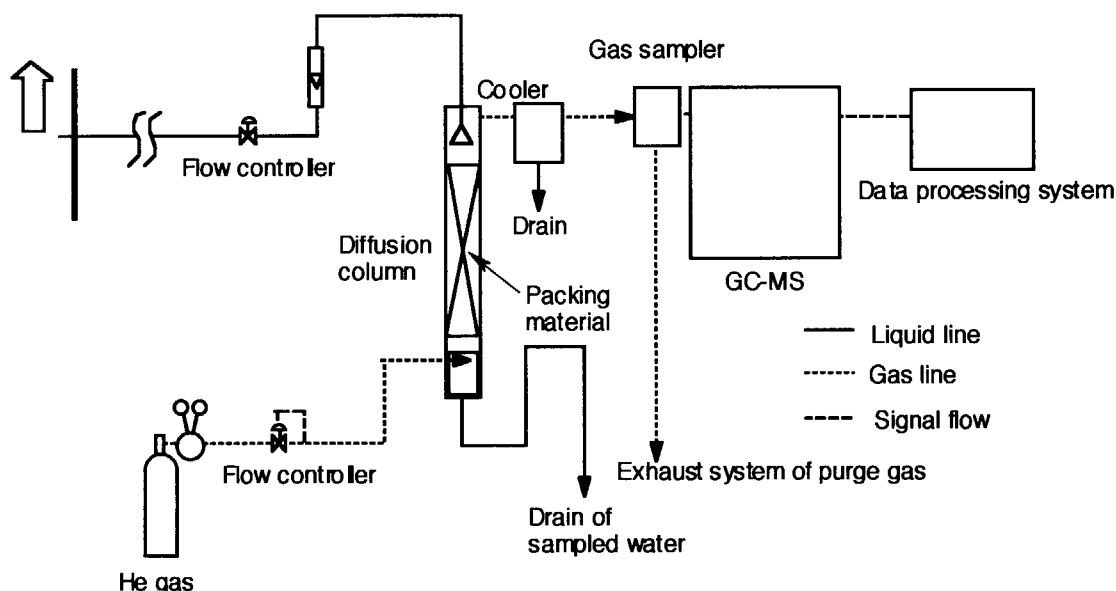 Gas sampler
Cooler
Flow controller
Data processing system
Drain
Diffusion
column
GC-MS
Packing
material
Liquid line
Gas line
Signal flow
Flow controller
Exhaust system of purge gas
Drain of
sampled water
He gas